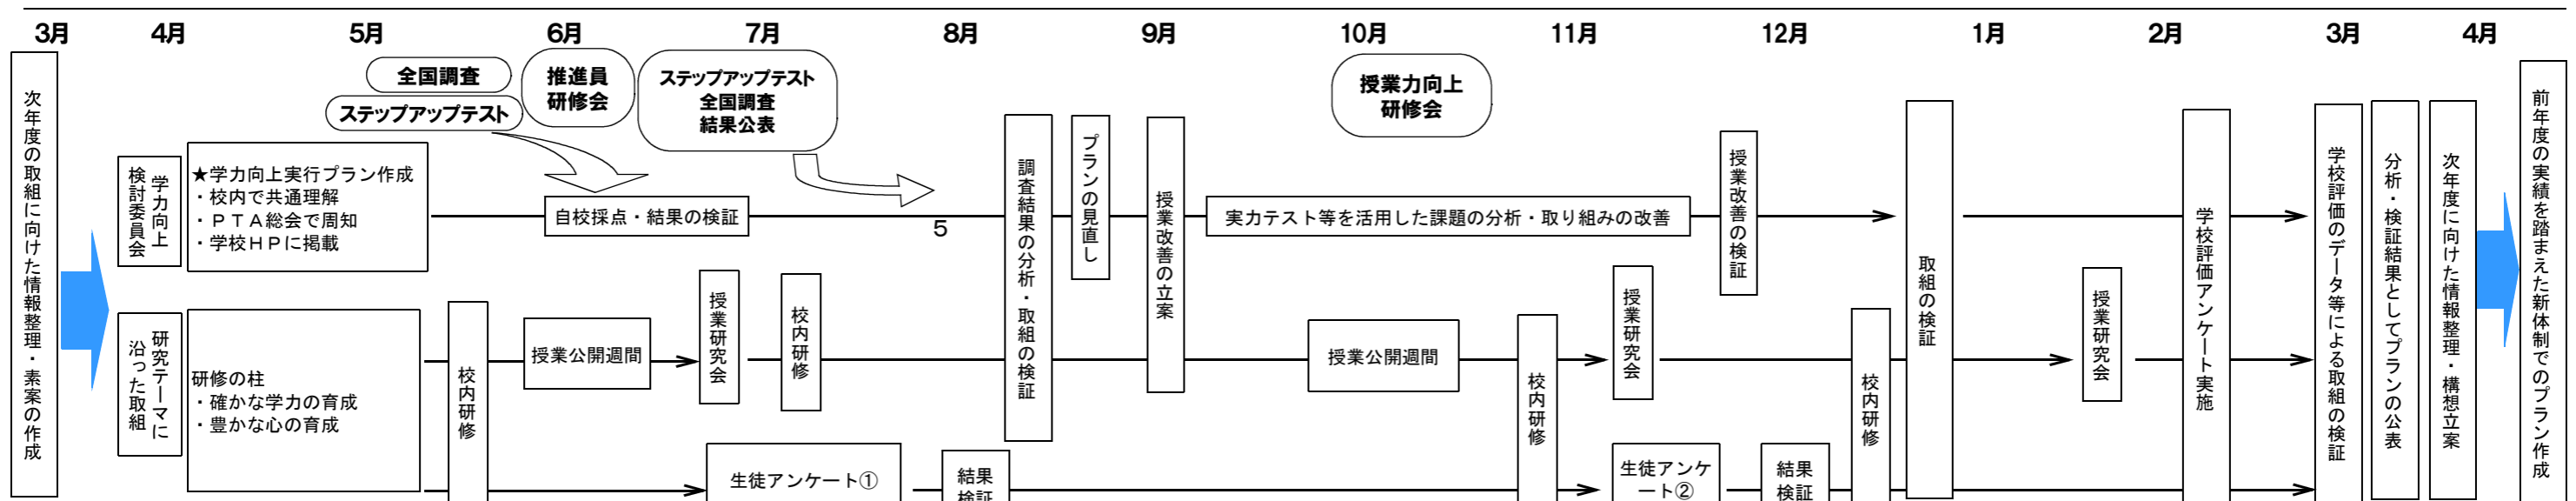 3月 4月 5月 6月 7月 8月 9月 10月 11月 12月 1月 2月 3月 4月
次年度の取組に向けた情報整理・素案の作成
全国調査
ステップアップテスト
推進員
研修会
ステップアップテスト
全国調査
結果公表
授業力向上
研修会
学力向上
検討委員会
★学力向上実行プラン作成
・校内で共通理解
・ＰＴＡ総会で周知
・学校ＨＰに掲載
自校採点・結果の検証
5
調査結果の分析・取組の検証
プランの見直し
授業改善の立案
実力テスト等を活用した課題の分析・取り組みの改善
授業改善の検証
取組の検証
学校評価アンケート実施
学校評価のデータ等による取組の検証
分析・検証結果としてプランの公表
次年度に向けた情報整理・構想立案
前年度の実績を踏まえた新体制でのプラン作成
研究テーマに
沿った取組
研修の柱
・確かな学力の育成
・豊かな心の育成
校内研修
授業公開週間
授業研究会
校内研修
授業公開週間
校内研修
授業研究会
校内研修
授業研究会
生徒アンケート①
結果
検証
生徒アンケ
ート②
結果
検証